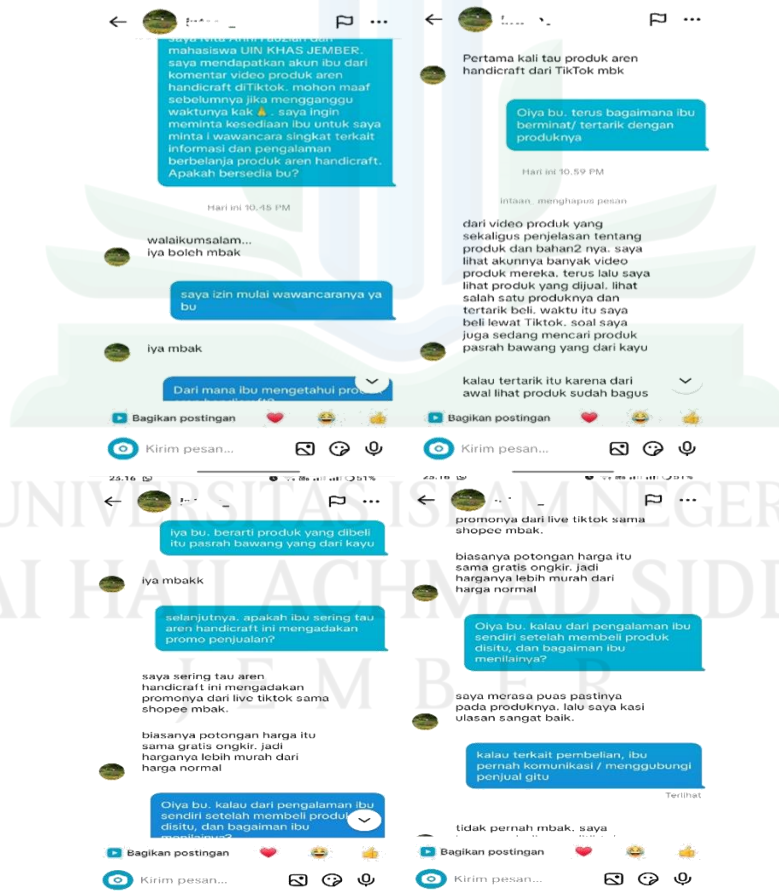 mahasiswa UIN KHAS JEMBER.
saya mendapatkan akun ibu dari
komentar video produk aren
handicraft diTiktok. mohon maaf
sebelumnya jika mengganggu
waktunya kak 🙏 . saya ingin
meminta kesediaan ibu untuk saya
minta i wawancara singkat terkait
informasi dan pengalaman
berbelanja produk aren handicraft.
Apakah bersedia bu?
Hari ini 10.45 PM
walaikumsalam...
iya boleh mbak
saya izin mulai wawancaranya ya
bu
iya mbak
Dari mana ibu mengetahui
Bagikan postingan
Kirim pesan...
Pertama kali tau produk aren
handicraft dari TikTok mbk
Oiya bu. terus bagaimana ibu
berminat/ tertarik dengan
produknya
Hari ini 10.59 PM
menghapus pesan
dari video produk yang
sekaligus penjelasan tentang
produk dan bahan2 nya. saya
lihat akunnya banyak video
produk mereka. terus lalu saya
lihat produk yang dijual. lihat
salah satu produknya dan
tertarik beli. waktu itu saya
beli lewat Tiktok. soal saya
juga sedang mencari produk
pasrah bawang yang dari kayu
kalau tertarik itu karena dari
awal lihat produk sudah bagus
Bagikan postingan
Kirim pesan...
23.16 51%
iya bu. berarti produk yang dibeli
itu pasrah bawang yang dari kayu
iya mbakk
selanjutnya. apakah ibu sering tau
aren handicraft ini mengadakan
promo penjualan?
saya sering tau aren
handicraft ini mengadakan
promonya dari live tiktok sama
shopee mbak.
biasanya potongan harga itu
sama gratis ongkir. jadi
harganya lebih murah dari
harga normal
Oiya bu. kalau dari pengalaman ibu
sendiri setelah membeli
disitu, dan bagaiman ibu
Bagikan postingan
Kirim pesan...
promonya dari live tiktok sama
shopee mbak.
biasanya potongan harga itu
sama gratis ongkir. jadi
harganya lebih murah dari
harga normal
Oiya bu. kalau dari pengalaman ibu
sendiri setelah membeli produk
disitu, dan bagaiman ibu
menilainya?
saya merasa puas pastinya
pada produknya. lalu saya kasi
ulasan sangat baik.
kalau terkait pembelian, ibu
pernah komunikasi / menggubungi
penjual gitu
Terlihat
tidak pernah mbak. saya
Bagikan postingan
Kirim pesan...
UNIVERSITAS ISLAM NEGERI
J E M B E R